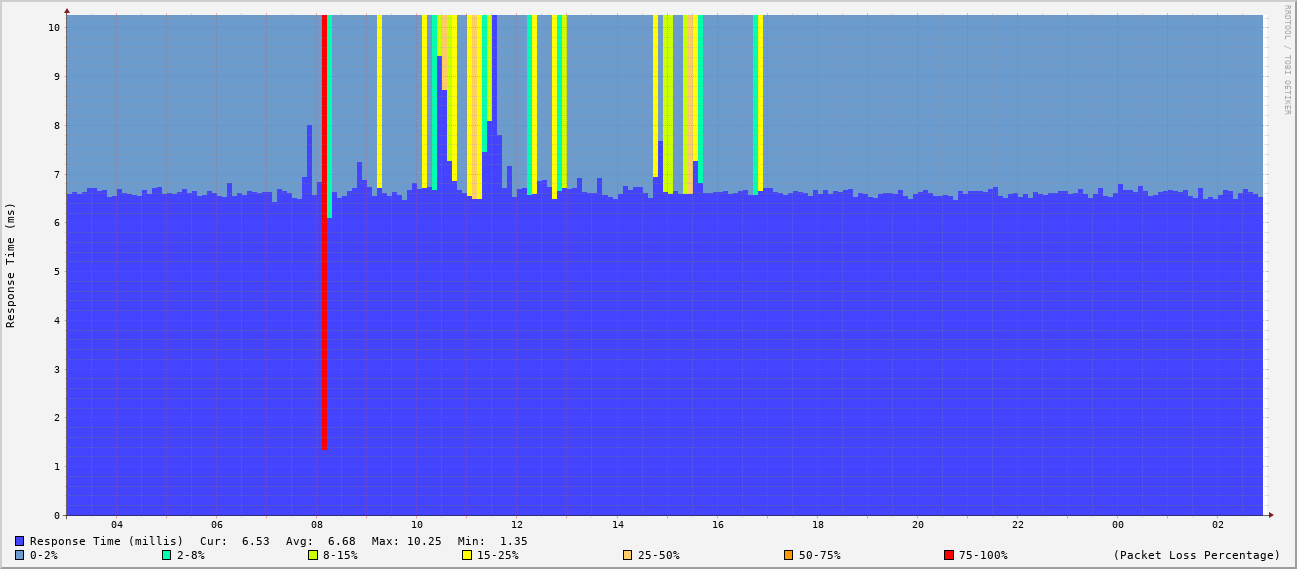 RRDTOOL / TOBI OETIKER
Response Time (ms)
10
9
8
7
6
5
4
3
2
1
0
04 06 08 10 12 14 16 18 20 22 00 02
Response Time (millis) Cur: 6.53 Avg: 6.68 Max: 10.25 Min: 1.35
0-2% 2-8% 8-15% 15-25% 25-50% 50-75% 75-100% (Packet Loss Percentage)